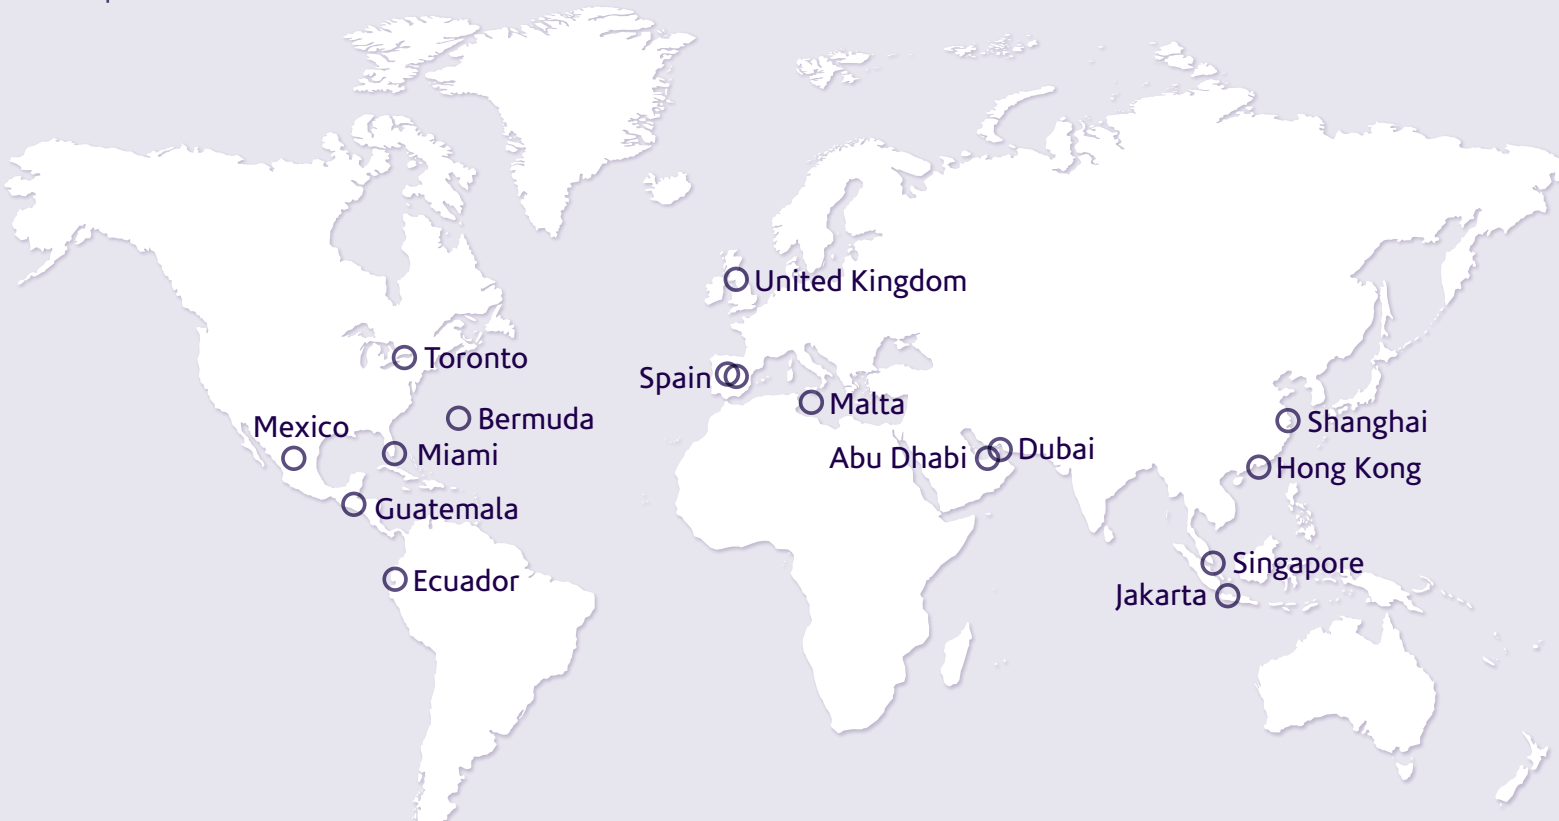 United Kingdom
Toronto
Spain
Malta
Bermuda
Mexico
Miami
Shanghai
Dubai
Abu Dhabi
Hong Kong
Guatemala
Singapore
Ecuador
Jakarta